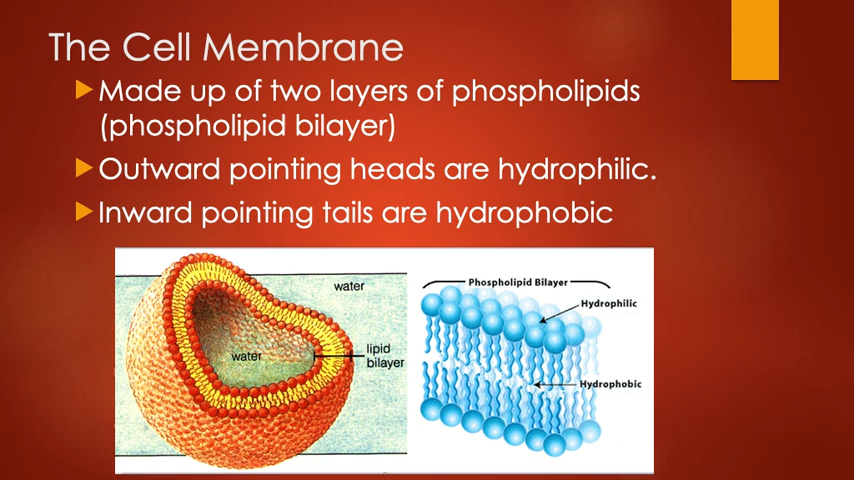 The Cell Membrane
Made up of two layers of phospholipids
(phospholipid bilayer)
Outward pointing heads are hydrophilic.
Inward pointing tails are hydrophobic
water
water
lipid
bilayer
Phospholipid Bilayer
Hydrophilic
Hydrophobic